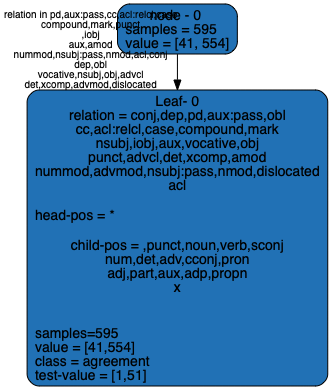 relation in pd,aux:pass,cc,acl:relcl,case
compound,mark,punct
,iobj
aux,amod
nummod,nsubj:pass,nmod,acl,conj
dep,obl
vocative,nsubj,obj,advcl
det,xcomp,advmod,dislocated
node - 0
samples = 595
value = [41, 554]
Leaf- 0
relation = conj,dep,pd,aux:pass,obl
cc,acl:relcl,case,compound,mark
nsubj,iobj,aux,vocative,obj
punct,advcl,det,xcomp,amod
nummod,advmod,nsubj:pass,nmod,dislocated
acl
head-pos = *
child-pos = ,punct,noun,verb,sconj
num,det,adv,cconj,pron
adj,part,aux,adp,propn
x
samples=595
value = [41,554]
class = agreement
test-value = [1,51]